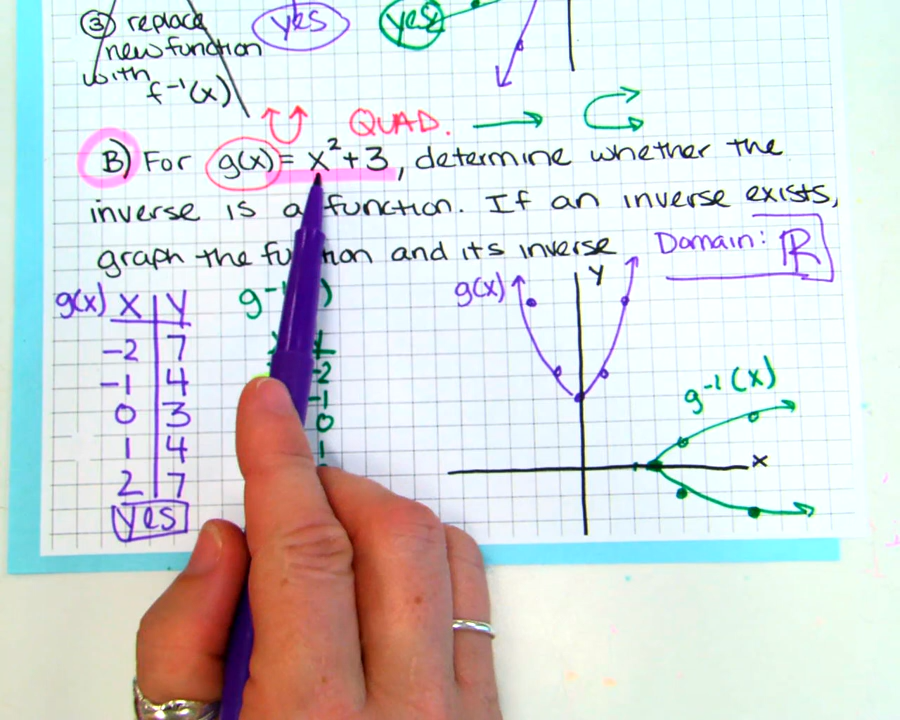 ③ replace
new function
with
f⁻¹(x)
yes
yes
QUAD.
B) For g(x) = x² + 3, determine whether the
inverse is a function. If an inverse exists,
graph the function and its inverse
Domain: ℝ
g(x) X Y
-2 7
-1 4
0 3
1 4
2 7
yes
-2
-1
0
1
g(x)
Y
g⁻¹(x)
x